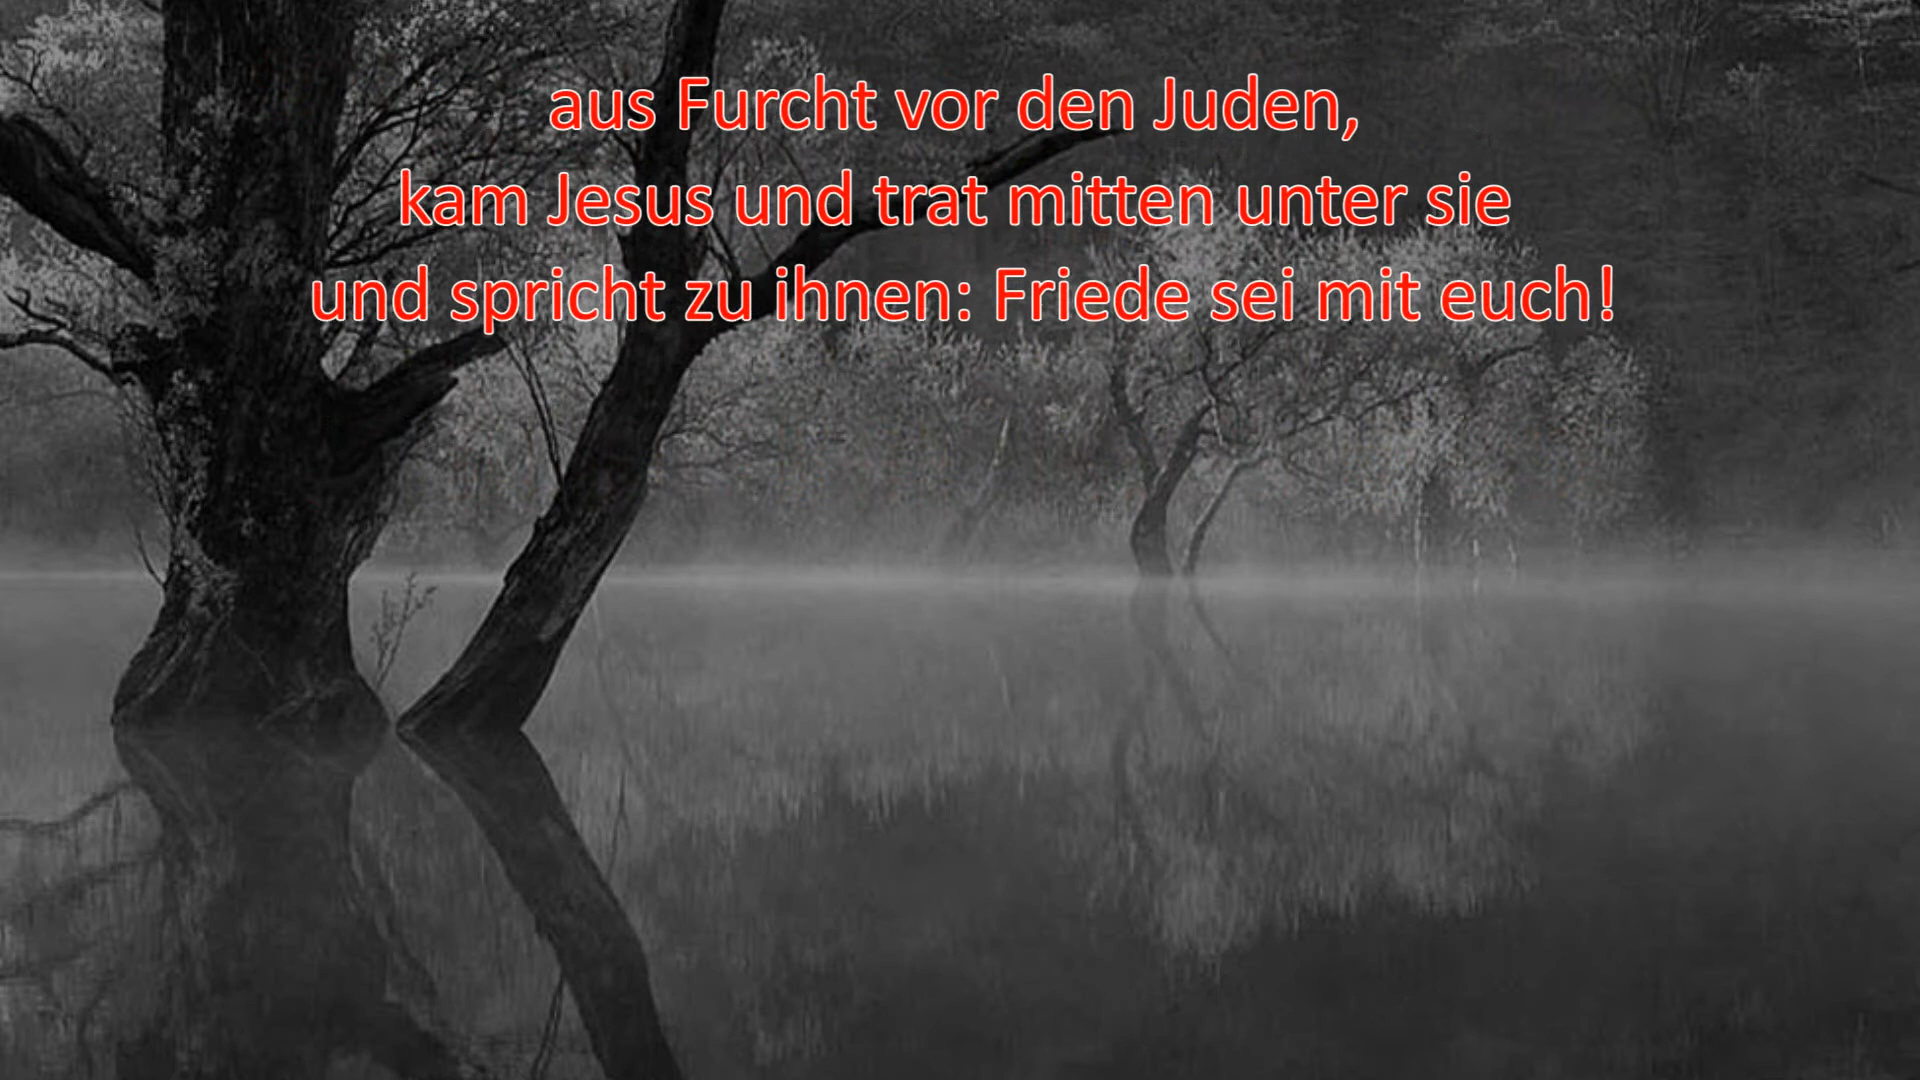 aus Furcht vor den Juden,
kam Jesus und trat mitten unter sie
und spricht zu ihnen: Friede sei mit euch!